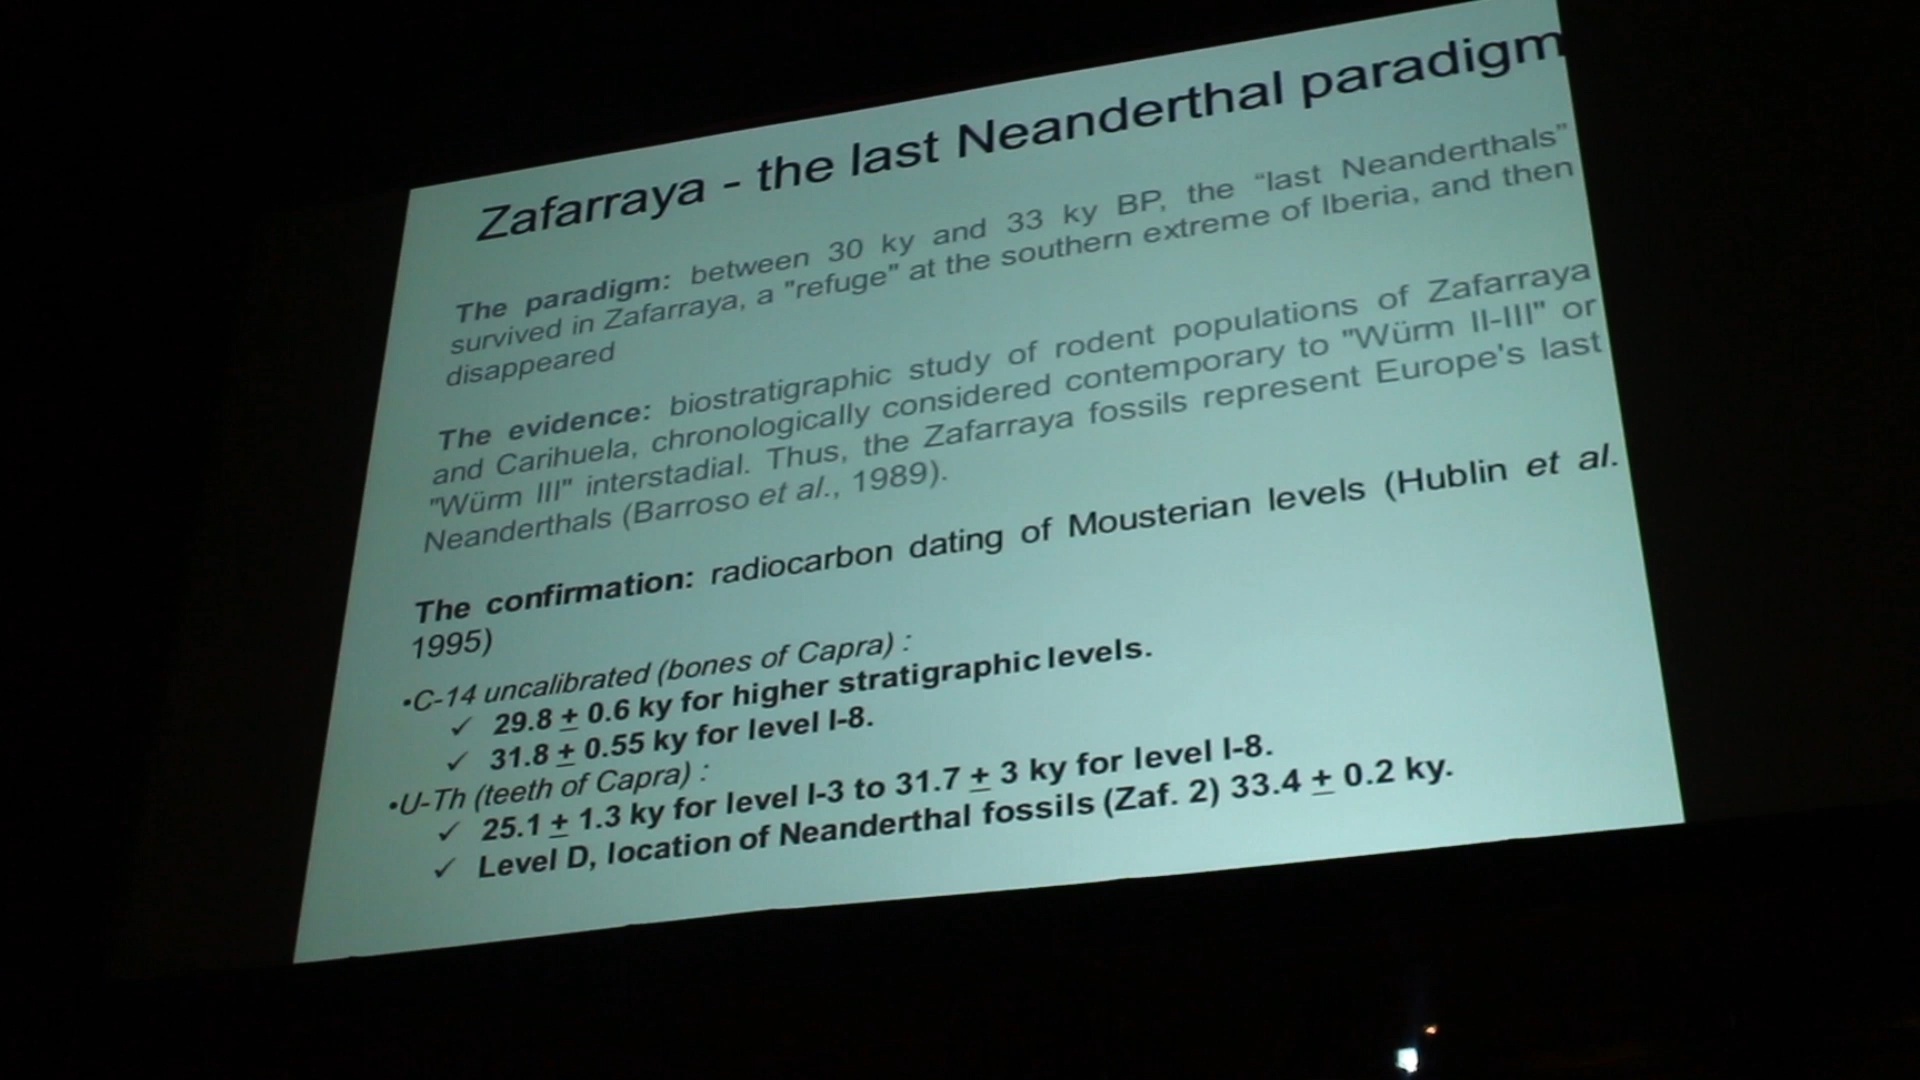 Zafarraya - the last Neanderthal paradigm
The paradigm: between 30 ky and 33 ky BP, the “last Neanderthals”
survived in Zafarraya, a "refuge" at the southern extreme of Iberia, and then
disappeared
The evidence: biostratigraphic study of rodent populations of Zafarraya
and Carihuela, chronologically considered contemporary to "Würm II-III" or
"Würm III" interstadial. Thus, the Zafarraya fossils represent Europe's last
Neanderthals (Barroso et al., 1989).
The confirmation: radiocarbon dating of Mousterian levels (Hublin et al.
1995)
•C-14 uncalibrated (bones of Capra) :
✓ 29.8 ± 0.6 ky for higher stratigraphic levels.
✓ 31.8 ± 0.55 ky for level I-8.
•U-Th (teeth of Capra) :
✓ 25.1 ± 1.3 ky for level I-3 to 31.7 ± 3 ky for level I-8.
✓ Level D, location of Neanderthal fossils (Zaf. 2) 33.4 ± 0.2 ky.